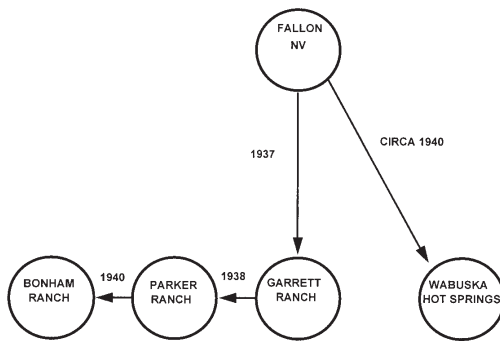 FALLON
NV
CIRCA 1940
1937
BONHAM
RANCH
1940
PARKER
RANCH
1938
GARRETT
RANCH
WABUSKA
HOT SPRINGS